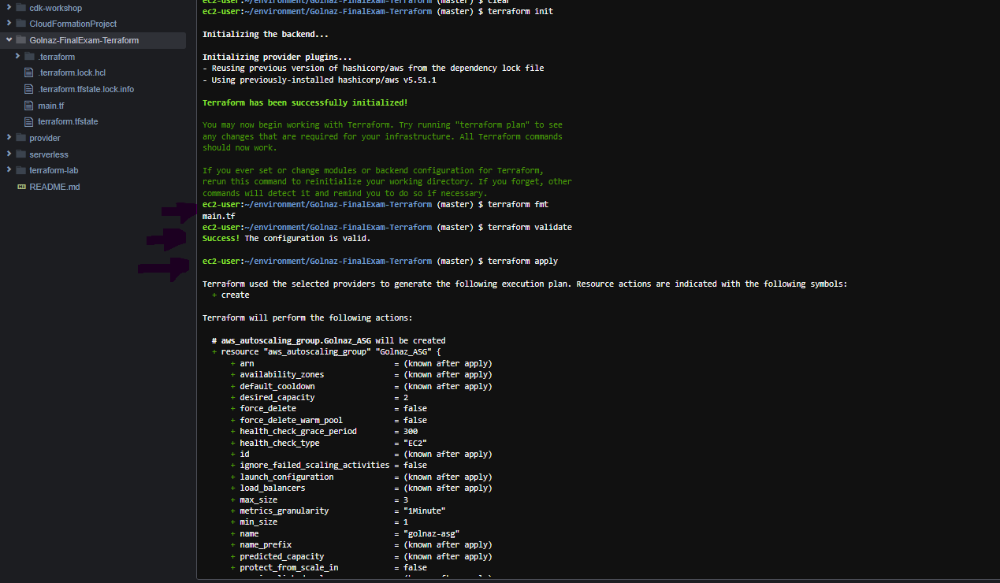 cdk-workshop
CloudFormationProject
Golnaz-FinalExam-Terraform
.terraform
.terraform.lock.hcl
.terraform.tfstate.lock.info
main.tf
terraform.tfstate
provider
serverless
terraform-lab
README.md
ec2-user:~/environment/Golnaz-FinalExam-Terraform (master) $ clear
ec2-user:~/environment/Golnaz-FinalExam-Terraform (master) $ terraform init
Initializing the backend...
Initializing provider plugins...
- Reusing previous version of hashicorp/aws from the dependency lock file
- Using previously-installed hashicorp/aws v5.51.1
Terraform has been successfully initialized!
You may now begin working with Terraform. Try running "terraform plan" to see
any changes that are required for your infrastructure. All Terraform commands
should now work.
If you ever set or change modules or backend configuration for Terraform,
rerun this command to reinitialize your working directory. If you forget, other
commands will detect it and remind you to do so if necessary.
ec2-user:~/environment/Golnaz-FinalExam-Terraform (master) $ terraform fmt
main.tf
ec2-user:~/environment/Golnaz-FinalExam-Terraform (master) $ terraform validate
Success! The configuration is valid.
ec2-user:~/environment/Golnaz-FinalExam-Terraform (master) $ terraform apply
Terraform used the selected providers to generate the following execution plan. Resource actions are indicated with the following symbols:
+ create
Terraform will perform the following actions:
# aws_autoscaling_group.Golnaz_ASG will be created
+ resource "aws_autoscaling_group" "Golnaz_ASG" {
+ arn = (known after apply)
+ availability_zones = (known after apply)
+ default_cooldown = (known after apply)
+ desired_capacity = 2
+ force_delete = false
+ force_delete_warm_pool = false
+ health_check_grace_period = 300
+ health_check_type = "EC2"
+ id = (known after apply)
+ ignore_failed_scaling_activities = false
+ launch_configuration = (known after apply)
+ load_balancers = (known after apply)
+ max_size = 3
+ metrics_granularity = "1Minute"
+ min_size = 1
+ name = "golnaz-asg"
+ name_prefix = (known after apply)
+ predicted_capacity = (known after apply)
+ protect_from_scale_in = false